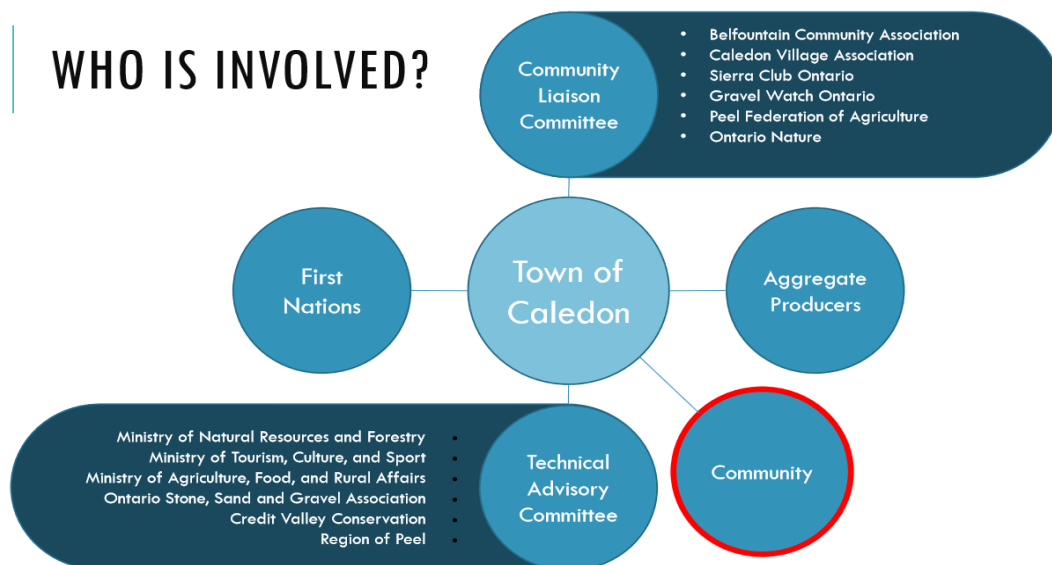 WHO IS INVOLVED?
Community
Liaison
Committee
• Belfountain Community Association
• Caledon Village Association
• Sierra Club Ontario
• Gravel Watch Ontario
• Peel Federation of Agriculture
• Ontario Nature
First
Nations
Town of
Caledon
Aggregate
Producers
Ministry of Natural Resources and Forestry •
Ministry of Tourism, Culture, and Sport •
Ministry of Agriculture, Food, and Rural Affairs •
Ontario Stone, Sand and Gravel Association •
Credit Valley Conservation •
Region of Peel •
Technical
Advisory
Committee
Community